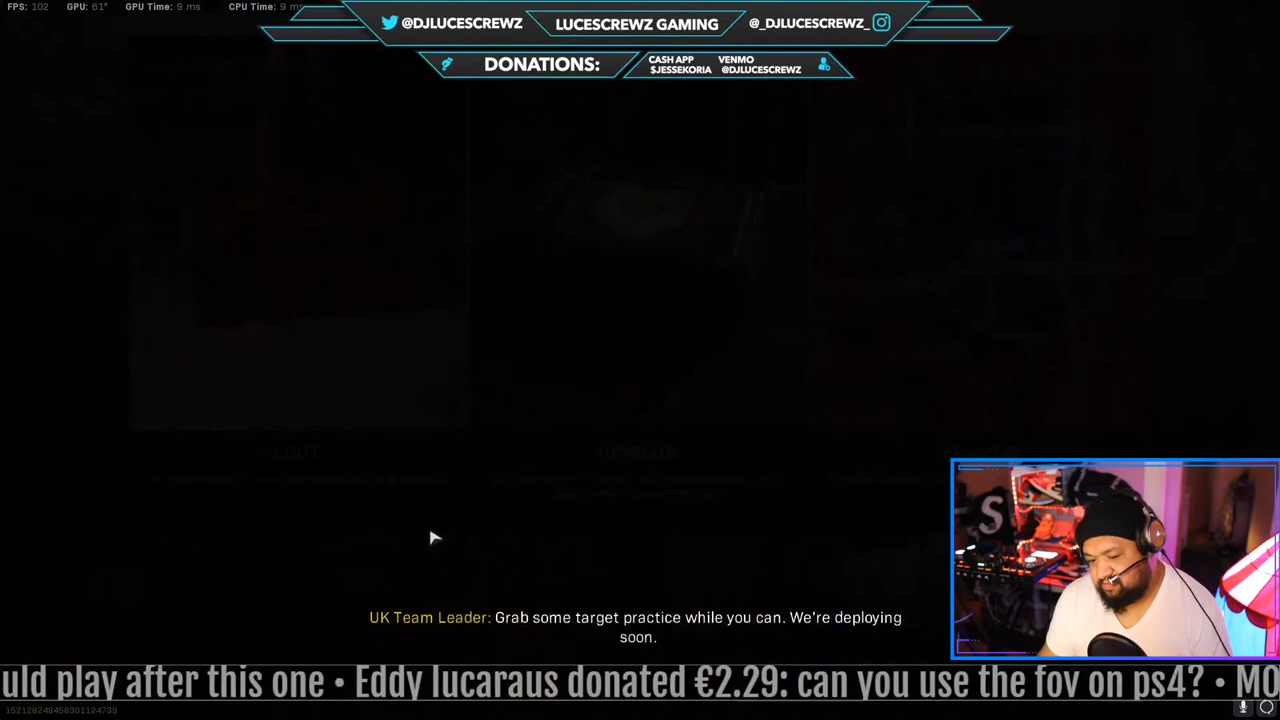 FPS: 102 GPU: 61° GPU Time: 9 ms CPU Time: 9 ms
@DJLUCESCREWZ LUCESCREWZ GAMING @_DJLUCESCREWZ_
DONATIONS: CASH APP VENMO
$JESSEKORIA @DJLUCESCREWZ
LOOT
S
UK Team Leader: Grab some target practice while you can. We're deploying
soon.
uld play after this one • Eddy lucaraus donated €2.29: can you use the fov on ps4? • MO